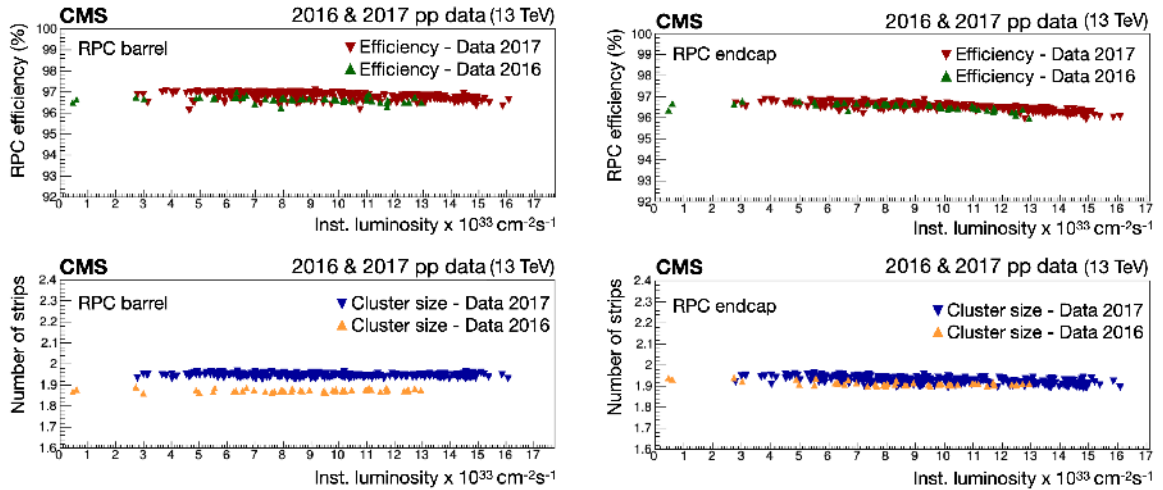 CMS 2016 & 2017 pp data (13 TeV)
RPC barrel
Efficiency - Data 2017
Efficiency - Data 2016
RPC efficiency (%)
100
99
98
97
96
95
94
93
92
0 1 2 3 4 5 6 7 8 9 10 11 12 13 14 15 16 17
Inst. luminosity x 10³³ cm-2s-1
CMS 2016 & 2017 pp data (13 TeV)
RPC endcap
Efficiency - Data 2017
Efficiency - Data 2016
RPC efficiency (%)
100
99
98
97
96
95
94
93
92
0 1 2 3 4 5 6 7 8 9 10 11 12 13 14 15 16 17
Inst. luminosity x 10³³ cm-2s-1
CMS 2016 & 2017 pp data (13 TeV)
RPC barrel
Cluster size - Data 2017
Cluster size - Data 2016
Number of strips
2.4
2.3
2.2
2.1
2
1.9
1.8
1.7
1.6
0 1 2 3 4 5 6 7 8 9 10 11 12 13 14 15 16 17
Inst. luminosity x 10³³ cm-2s-1
CMS 2016 & 2017 pp data (13 TeV)
RPC endcap
Cluster size - Data 2017
Cluster size - Data 2016
Number of strips
2.4
2.3
2.2
2.1
2
1.9
1.8
1.7
1.6
0 1 2 3 4 5 6 7 8 9 10 11 12 13 14 15 16 17
Inst. luminosity x 10³³ cm-2s-1